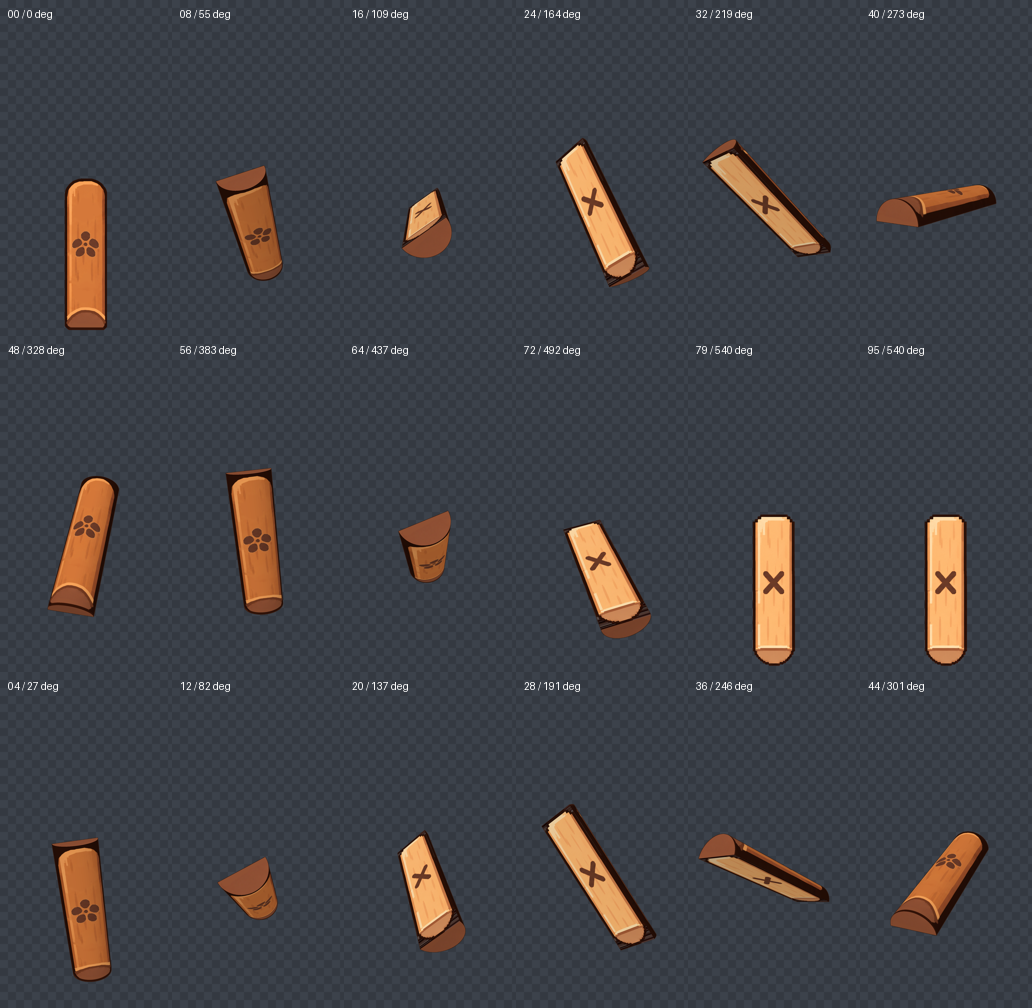 00 / 0 deg
08 / 55 deg
16 / 109 deg
24 / 164 deg
32 / 219 deg
40 / 273 deg
48 / 328 deg
56 / 383 deg
64 / 437 deg
72 / 492 deg
79 / 540 deg
95 / 540 deg
04 / 27 deg
12 / 82 deg
20 / 137 deg
28 / 191 deg
36 / 246 deg
44 / 301 deg